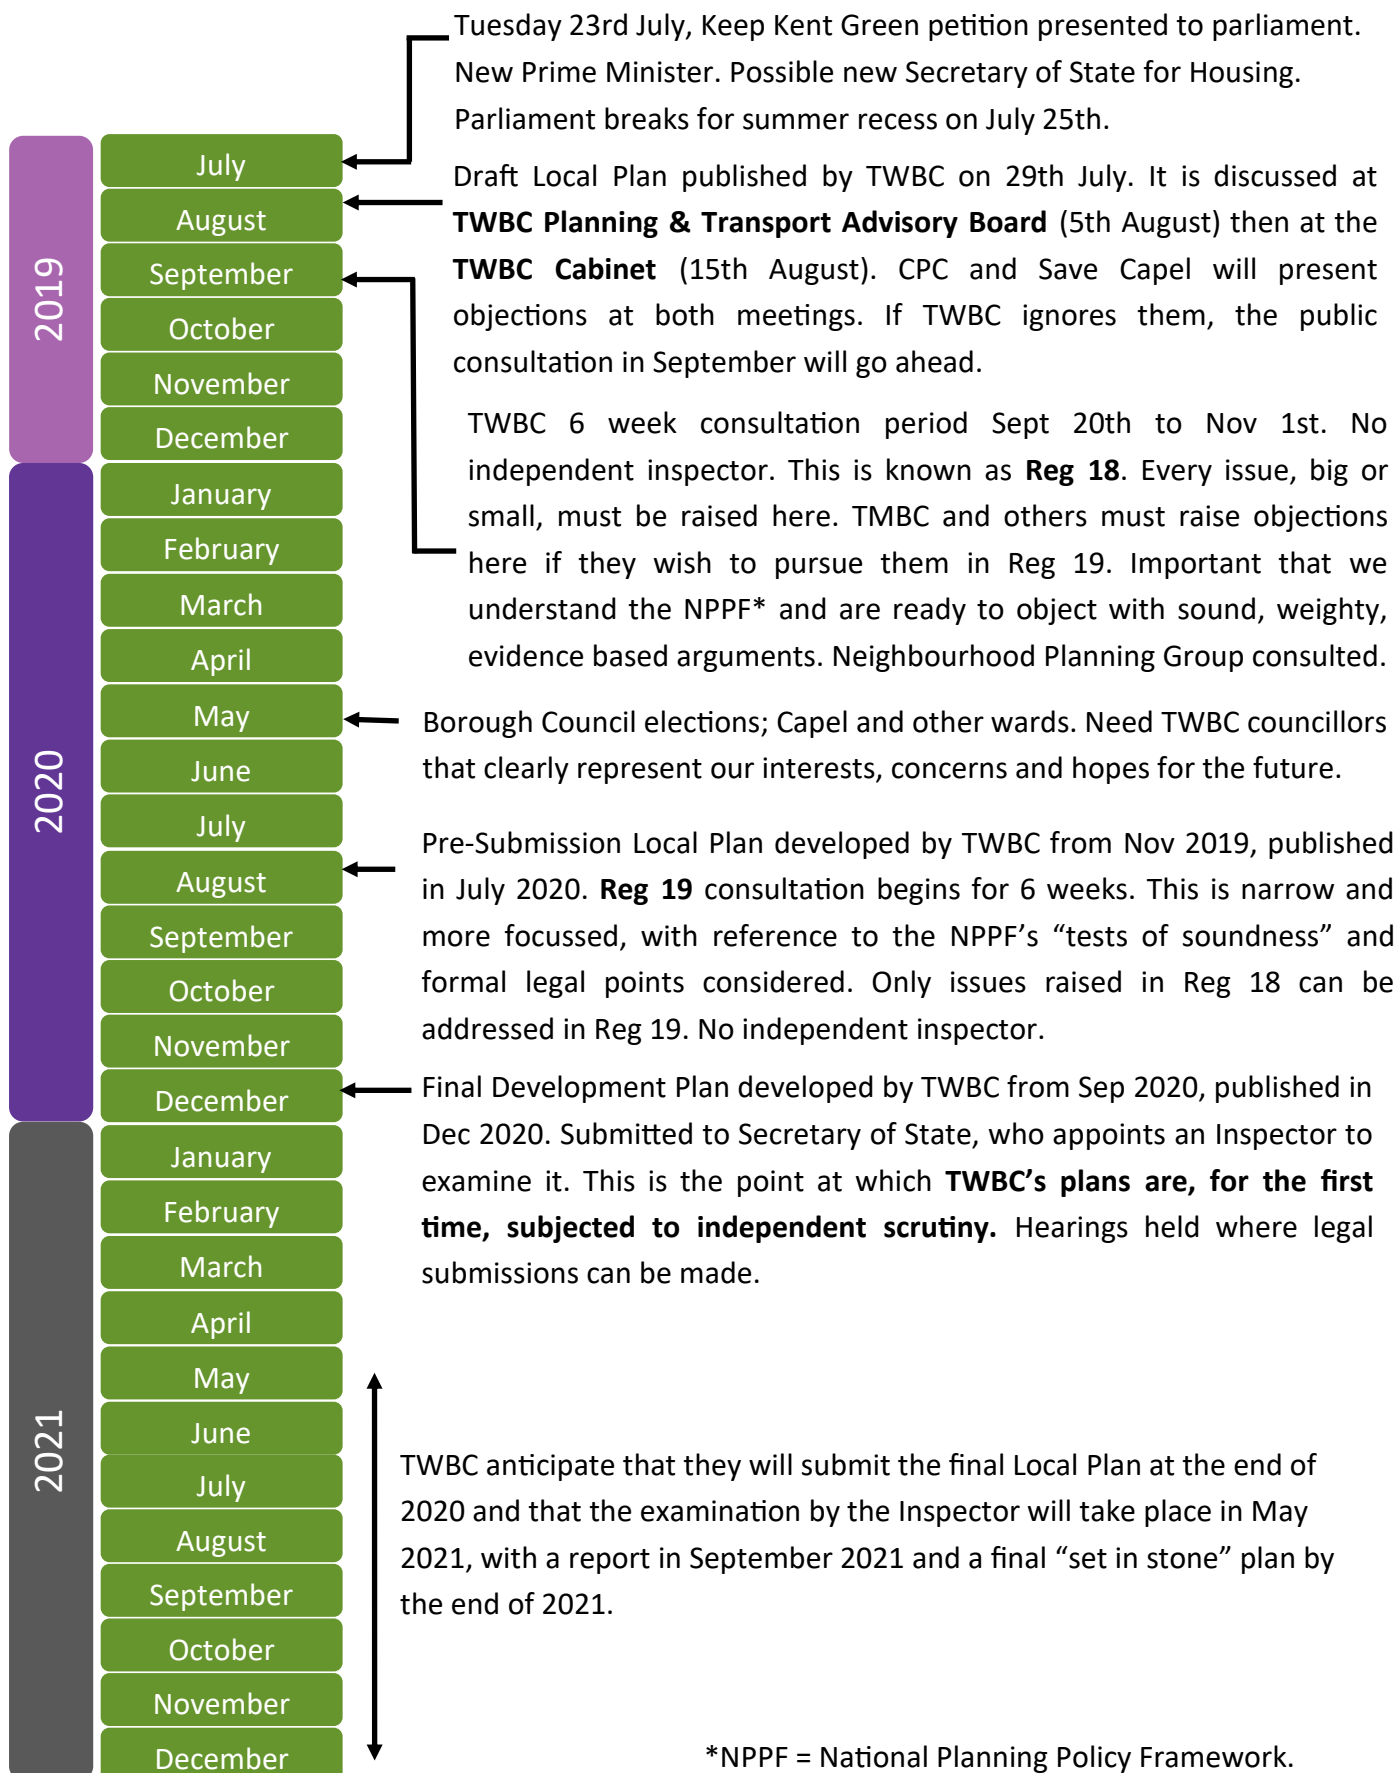 Tuesday 23rd July, Keep Kent Green petition presented to parliament.
New Prime Minister. Possible new Secretary of State for Housing.
Parliament breaks for summer recess on July 25th.
2019
July
August
September
October
November
December
Draft Local Plan published by TWBC on 29th July. It is discussed at
TWBC Planning & Transport Advisory Board (5th August) then at the
TWBC Cabinet (15th August). CPC and Save Capel will present
objections at both meetings. If TWBC ignores them, the public
consultation in September will go ahead.
TWBC 6 week consultation period Sept 20th to Nov 1st. No
independent inspector. This is known as Reg 18. Every issue, big or
small, must be raised here. TMBC and others must raise objections
here if they wish to pursue them in Reg 19. Important that we
understand the NPPF* and are ready to object with sound, weighty,
evidence based arguments. Neighbourhood Planning Group consulted.
2020
January
February
March
April
May
June
July
August
September
October
November
December
Borough Council elections; Capel and other wards. Need TWBC councillors
that clearly represent our interests, concerns and hopes for the future.
Pre-Submission Local Plan developed by TWBC from Nov 2019, published
in July 2020. Reg 19 consultation begins for 6 weeks. This is narrow and
more focussed, with reference to the NPPF’s “tests of soundness” and
formal legal points considered. Only issues raised in Reg 18 can be
addressed in Reg 19. No independent inspector.
Final Development Plan developed by TWBC from Sep 2020, published in
Dec 2020. Submitted to Secretary of State, who appoints an Inspector to
examine it. This is the point at which TWBC’s plans are, for the first
time, subjected to independent scrutiny. Hearings held where legal
submissions can be made.
2021
January
February
March
April
May
June
July
August
September
October
November
December
TWBC anticipate that they will submit the final Local Plan at the end of
2020 and that the examination by the Inspector will take place in May
2021, with a report in September 2021 and a final “set in stone” plan by
the end of 2021.
*NPPF = National Planning Policy Framework.